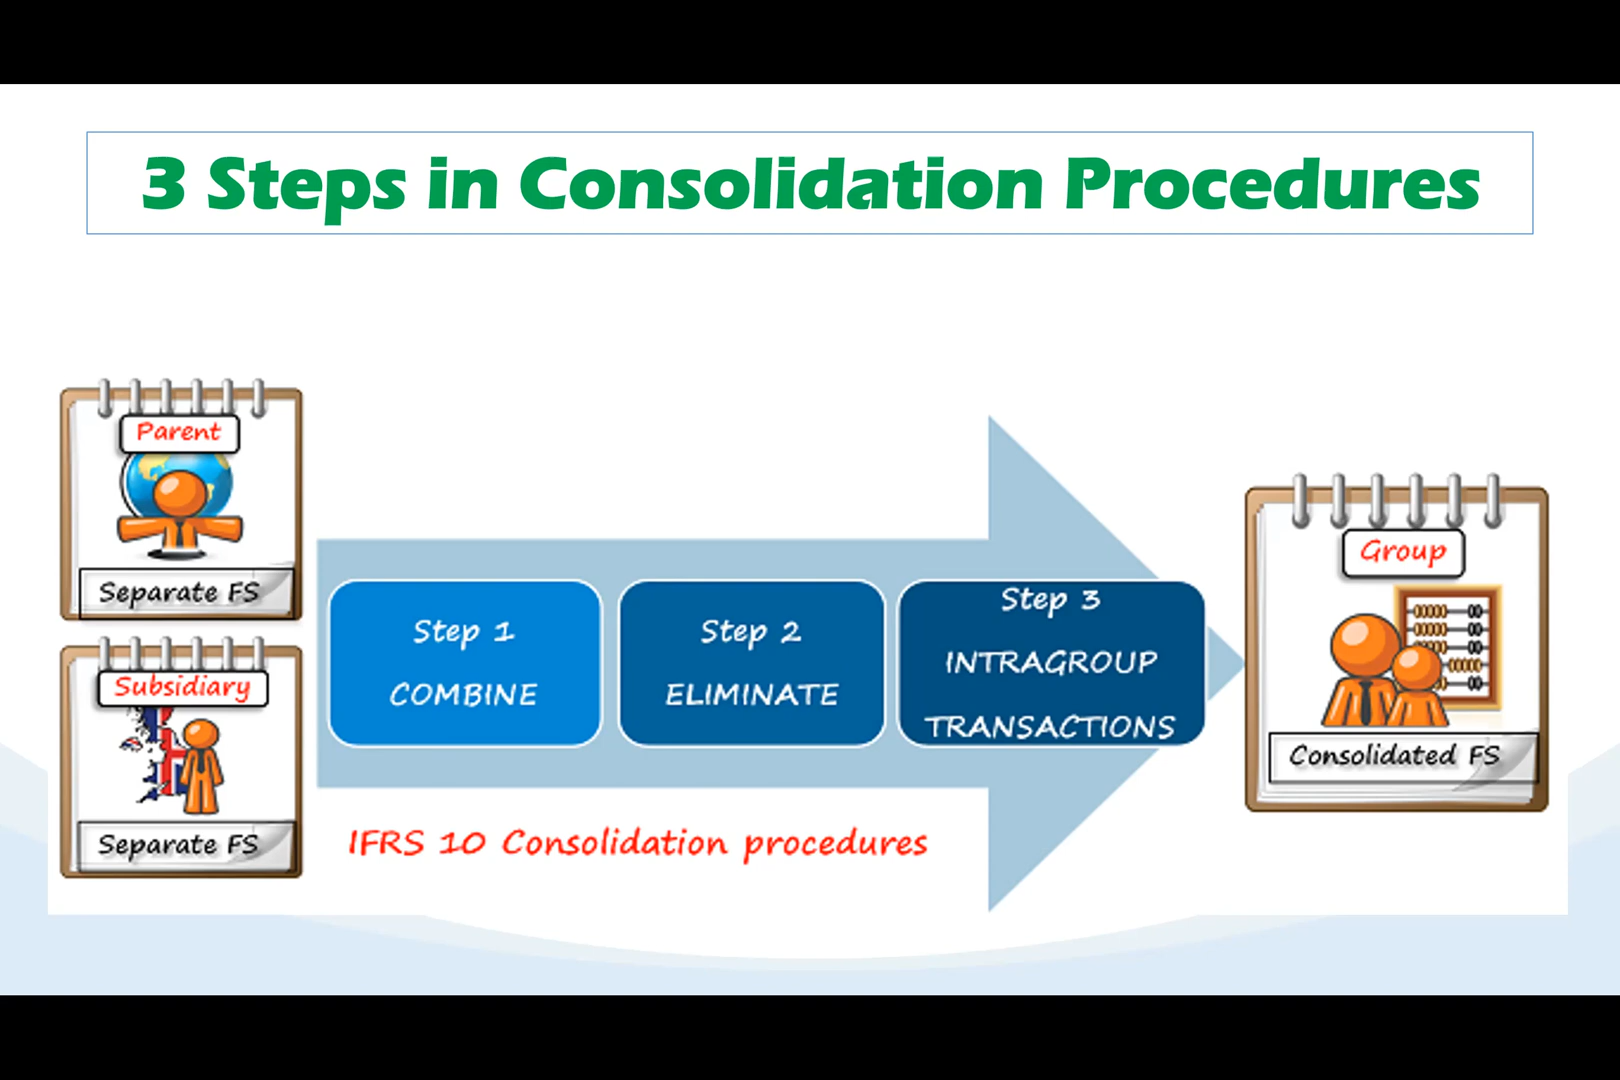 3 Steps in Consolidation Procedures
Parent
Separate FS
Subsidiary
Separate FS
Step 1
COMBINE
Step 2
ELIMINATE
Step 3
INTRAGROUP
TRANSACTIONS
IFRS 10 Consolidation procedures
Group
Consolidated FS